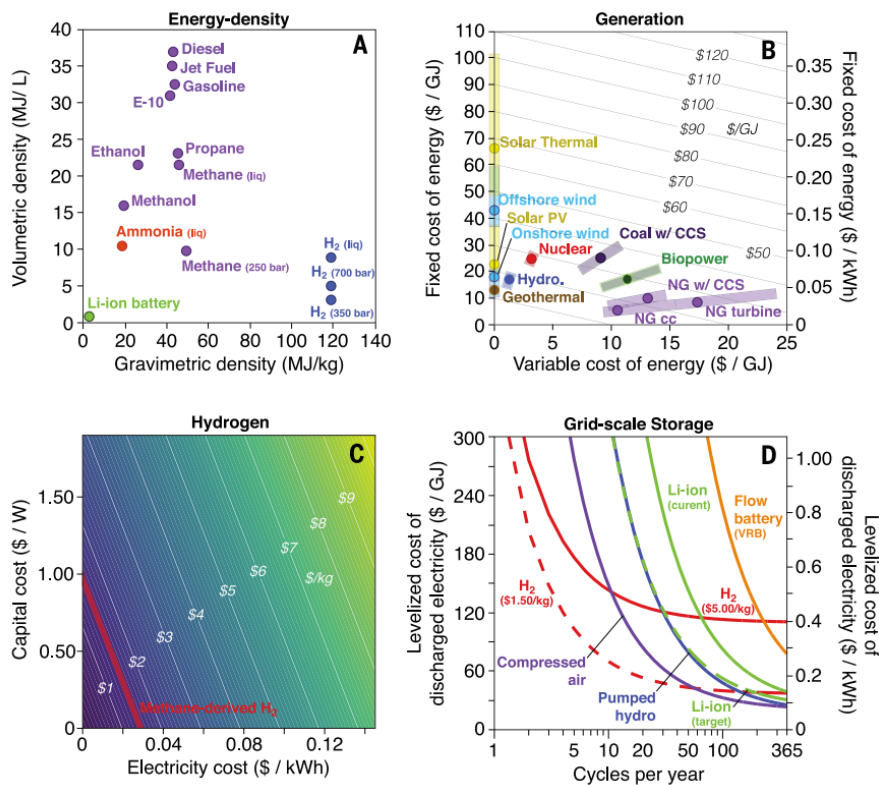 Energy-density
A
Volumetric density (MJ/ L)
40
35
30
25
20
15
10
5
0
Diesel
Jet Fuel
Gasoline
E-10
Ethanol
Propane
Methane (liq)
Methanol
Ammonia (liq)
Methane (250 bar)
H2 (liq)
H2 (700 bar)
H2 (350 bar)
Li-ion battery
0 20 40 60 80 100 120 140
Gravimetric density (MJ/kg)
Generation
B
Fixed cost of energy ($ / GJ)
110
100
90
80
70
60
50
40
30
20
10
0
$120
$110
$100
$90 $/GJ
$80
$70
$60
$50
Solar Thermal
Offshore wind
Solar PV
Onshore wind
Nuclear
Coal w/ CCS
Hydro.
Biopower
Geothermal
NG w/ CCS
NG cc
NG turbine
0.35
0.30
0.25
0.20
0.15
0.10
0.05
0
Fixed cost of energy ($ / kWh)
0 5 10 15 20 25
Variable cost of energy ($ / GJ)
Hydrogen
C
Capital cost ($ / W)
1.50
1.00
0.50
0
$9
$8
$7
$/kg
$6
$5
$4
$3
$2
$1
Methane-derived H2
0 0.04 0.08 0.12
Electricity cost ($ / kWh)
Grid-scale Storage
D
Levelized cost of
discharged electricity ($ / GJ)
300
240
180
120
60
0
Li-ion
(curent)
Flow
battery
(VRB)
H2
($1.50/kg)
H2
($5.00/kg)
Compressed
air
Pumped
hydro
Li-ion
(target)
1.00
0.8
0.6
0.4
0.2
0
Levelized cost of
discharged electricity ($ / kWh)
1 5 10 20 50 100 365
Cycles per year